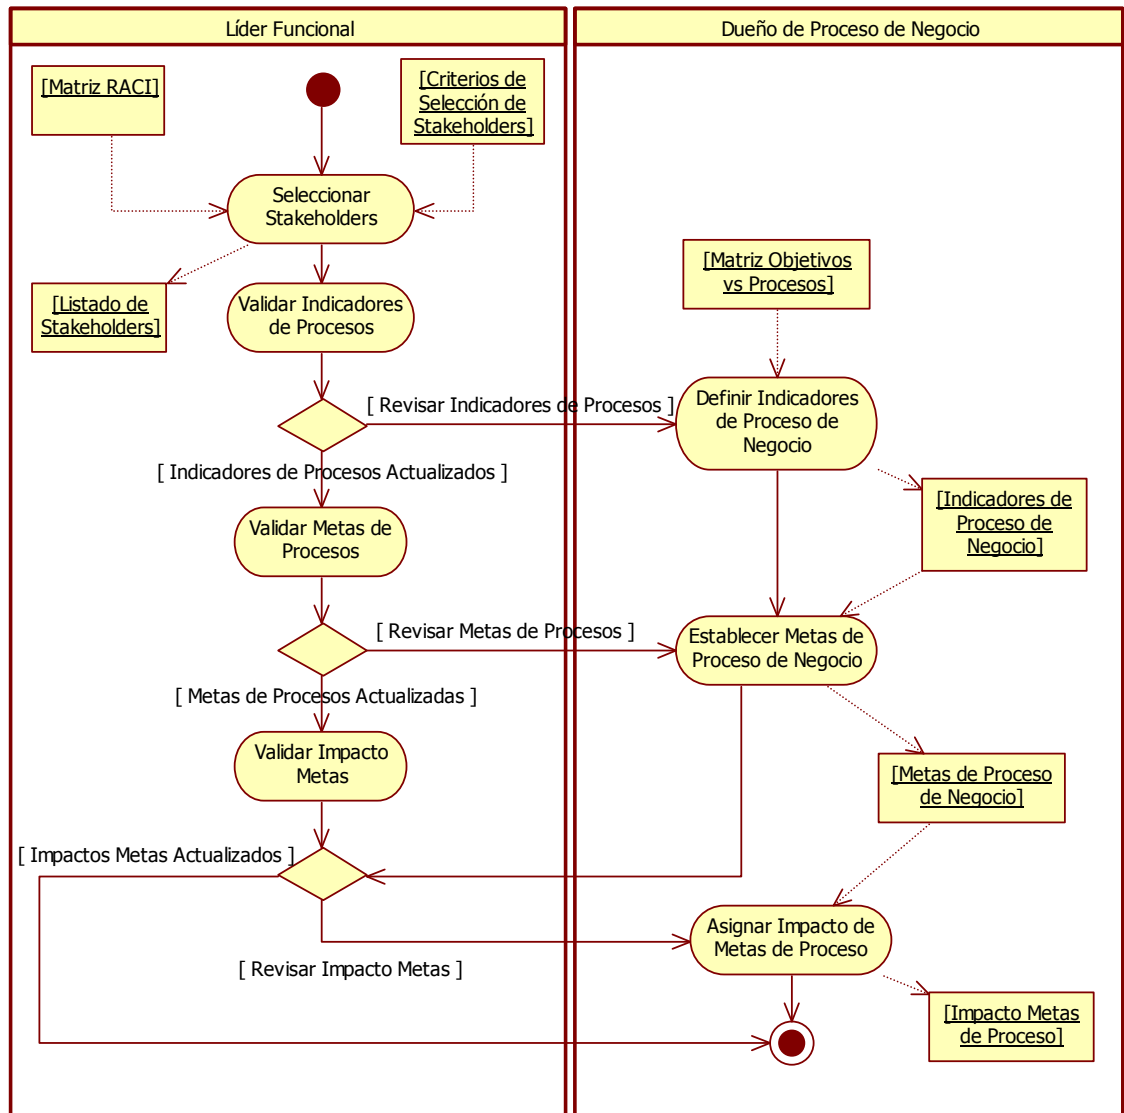 Líder Funcional
Dueño de Proceso de Negocio
[Matriz RACI]
[Criterios de
Selección de
Stakeholders]
Seleccionar
Stakeholders
[Listado de
Stakeholders]
Validar Indicadores
de Procesos
[Matriz Objetivos
vs Procesos]
[ Revisar Indicadores de Procesos ]
Definir Indicadores
de Proceso de
Negocio
[ Indicadores de Procesos Actualizados ]
[Indicadores de
Proceso de
Negocio]
Validar Metas de
Procesos
[ Revisar Metas de Procesos ]
Establecer Metas de
Proceso de Negocio
[ Metas de Procesos Actualizadas ]
Validar Impacto
Metas
[Metas de Proceso
de Negocio]
[ Impactos Metas Actualizados ]
Asignar Impacto de
Metas de Proceso
[ Revisar Impacto Metas ]
[Impacto Metas
de Proceso]